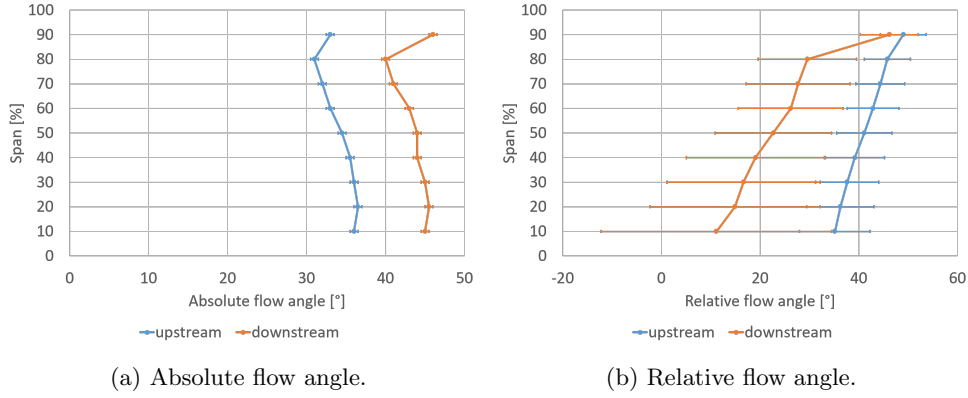 100
90
80
70
60
50
40
30
20
10
0
Span [%]
0 10 20 30 40 50
Absolute flow angle [°]
upstream downstream
(a) Absolute flow angle.
100
90
80
70
60
50
40
30
20
10
0
Span [%]
-20 0 20 40 60
Relative flow angle [°]
upstream downstream
(b) Relative flow angle.